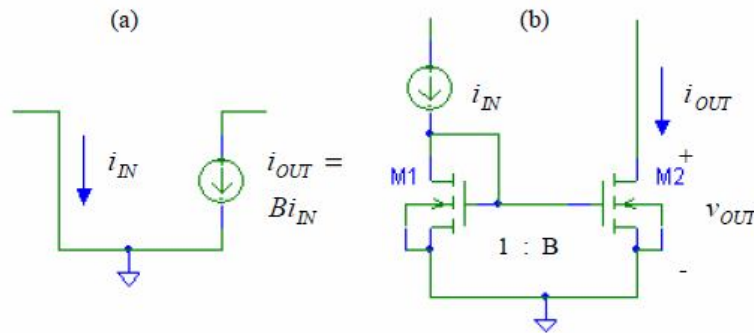 (a)
(b)
i_IN
i_OUT =
Bi_IN
i_IN
i_OUT
M1
M2
+
v_OUT
-
1 : B